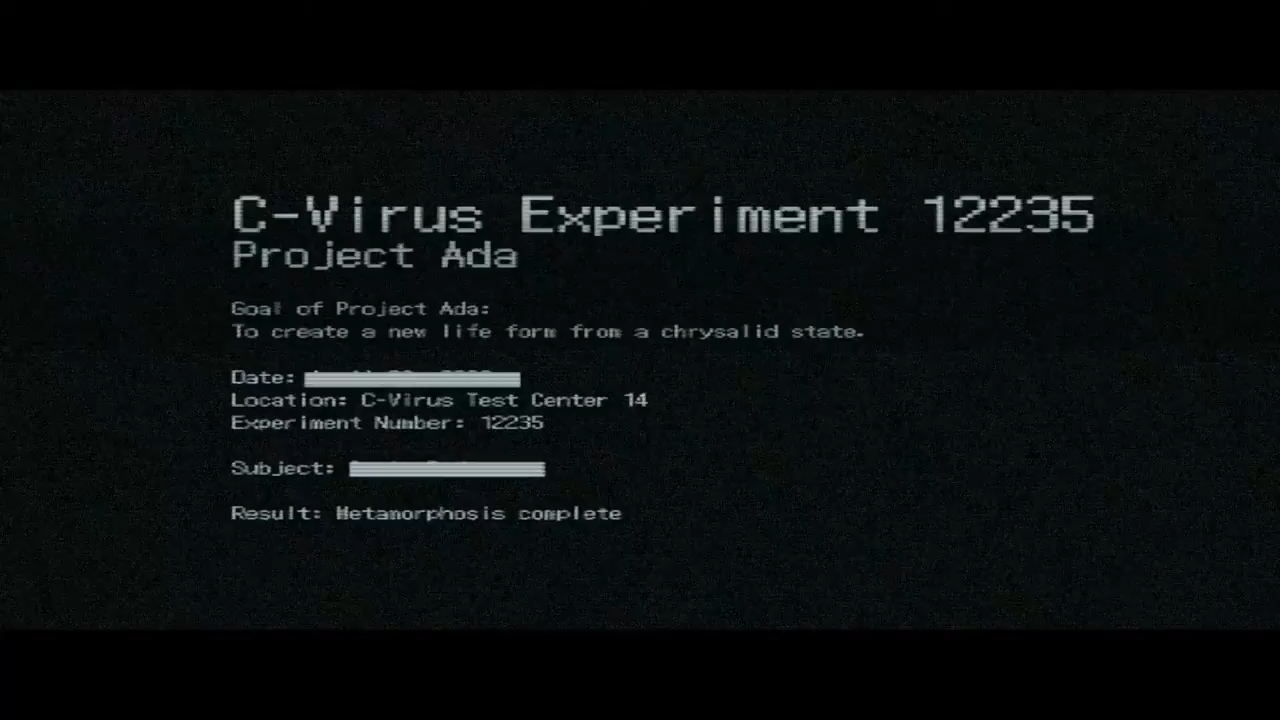 C-Virus Experiment 12235
Project Ada
Goal of Project Ada:
To create a new life form from a chrysalid state.
Date:
Location: C-Virus Test Center 14
Experiment Number: 12235
Subject:
Result: Metamorphosis complete